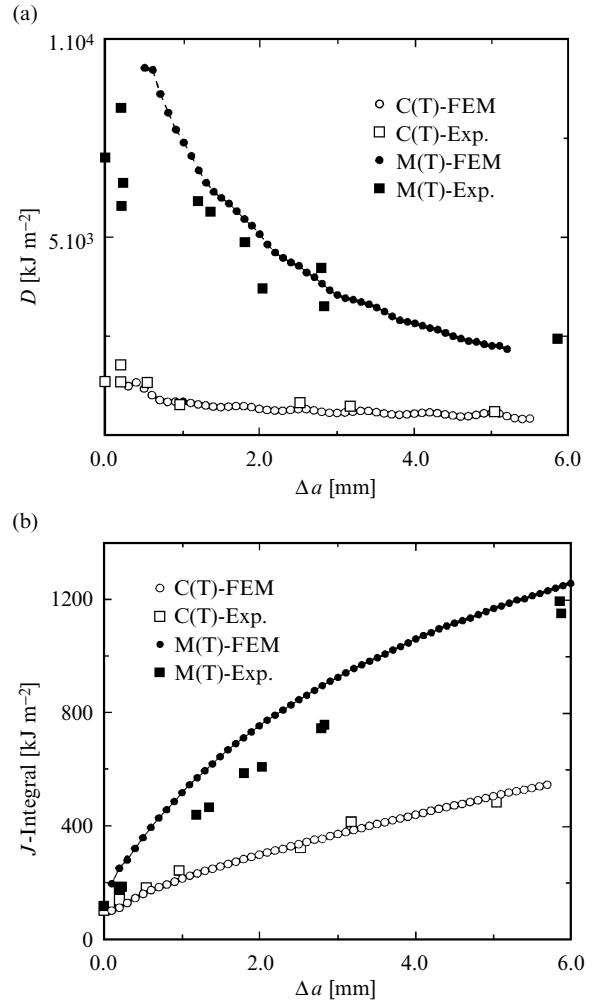 (a)
1.10⁴
5.10³
D [kJ m⁻²]
C(T)-FEM
C(T)-Exp.
M(T)-FEM
M(T)-Exp.
0.0 2.0 4.0 6.0
Δa [mm]
(b)
1200
800
400
0
J-Integral [kJ m⁻²]
C(T)-FEM
C(T)-Exp.
M(T)-FEM
M(T)-Exp.
0.0 2.0 4.0 6.0
Δa [mm]